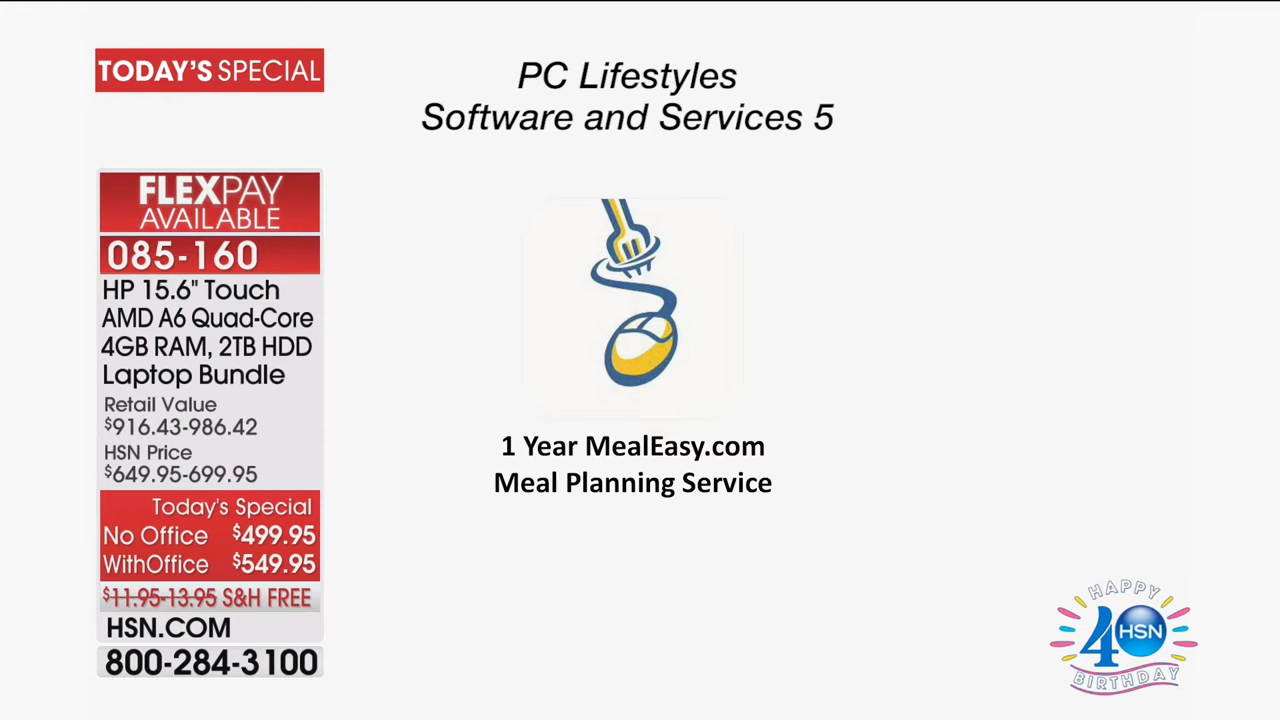 TODAY'S SPECIAL
PC Lifestyles
Software and Services 5
FLEXPAY
AVAILABLE
085-160
HP 15.6" Touch
AMD A6 Quad-Core
4GB RAM, 2TB HDD
Laptop Bundle
Retail Value
$916.43-986.42
HSN Price
$649.95-699.95
Today's Special
No Office $499.95
WithOffice $549.95
$11.95-13.95 S&H FREE
HSN.COM
800-284-3100
1 Year MealEasy.com
Meal Planning Service
HAPPY
40 HSN
BIRTHDAY